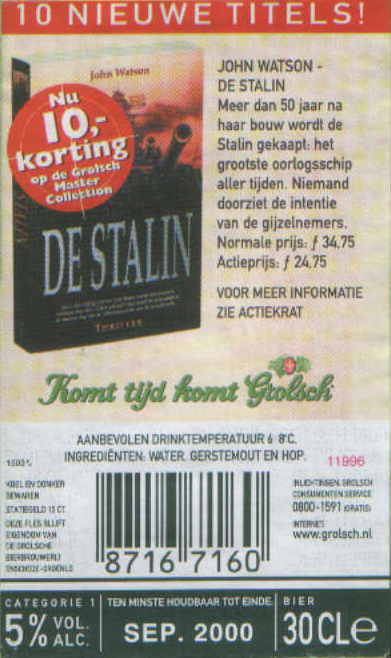 10 NIEUWE TITELS!
John Watson
Nu
10,-
korting
op de Grolsch
Master
Collection
DE STALIN
THRILLER
JOHN WATSON -
DE STALIN
Meer dan 50 jaar na
haar bouw wordt de
Stalin gekaapt: het
grootste oorlogsschip
aller tijden. Niemand
doorziet de intentie
van de gijzelnemers.
Normale prijs: ƒ 34,75
Actieprijs: ƒ 24,75
VOOR MEER INFORMATIE
ZIE ACTIEKRAT
Komt tijd komt Grolsch
AANBEVOLEN DRINKTEMPERATUUR 6 8°C.
INGREDIËNTEN: WATER, GERSTEMOUT EN HOP.
11996
KOEL EN DONKER
BEWAREN
STATIEGELD 15 CT.
DEZE FLES BLIJFT
EIGENDOM VAN
DE GROLSCHE
BIERBROUWERIJ
ENSCHEDE-GROENLO
8716 7160
INLICHTINGEN: GROLSCH
CONSUMENTEN SERVICE
0800-1591 (GRATIS)
INTERNET:
www.grolsch.nl
CATEGORIE 1
5% VOL.
ALC.
TEN MINSTE HOUDBAAR TOT EINDE:
SEP. 2000
BIER
30 CL e